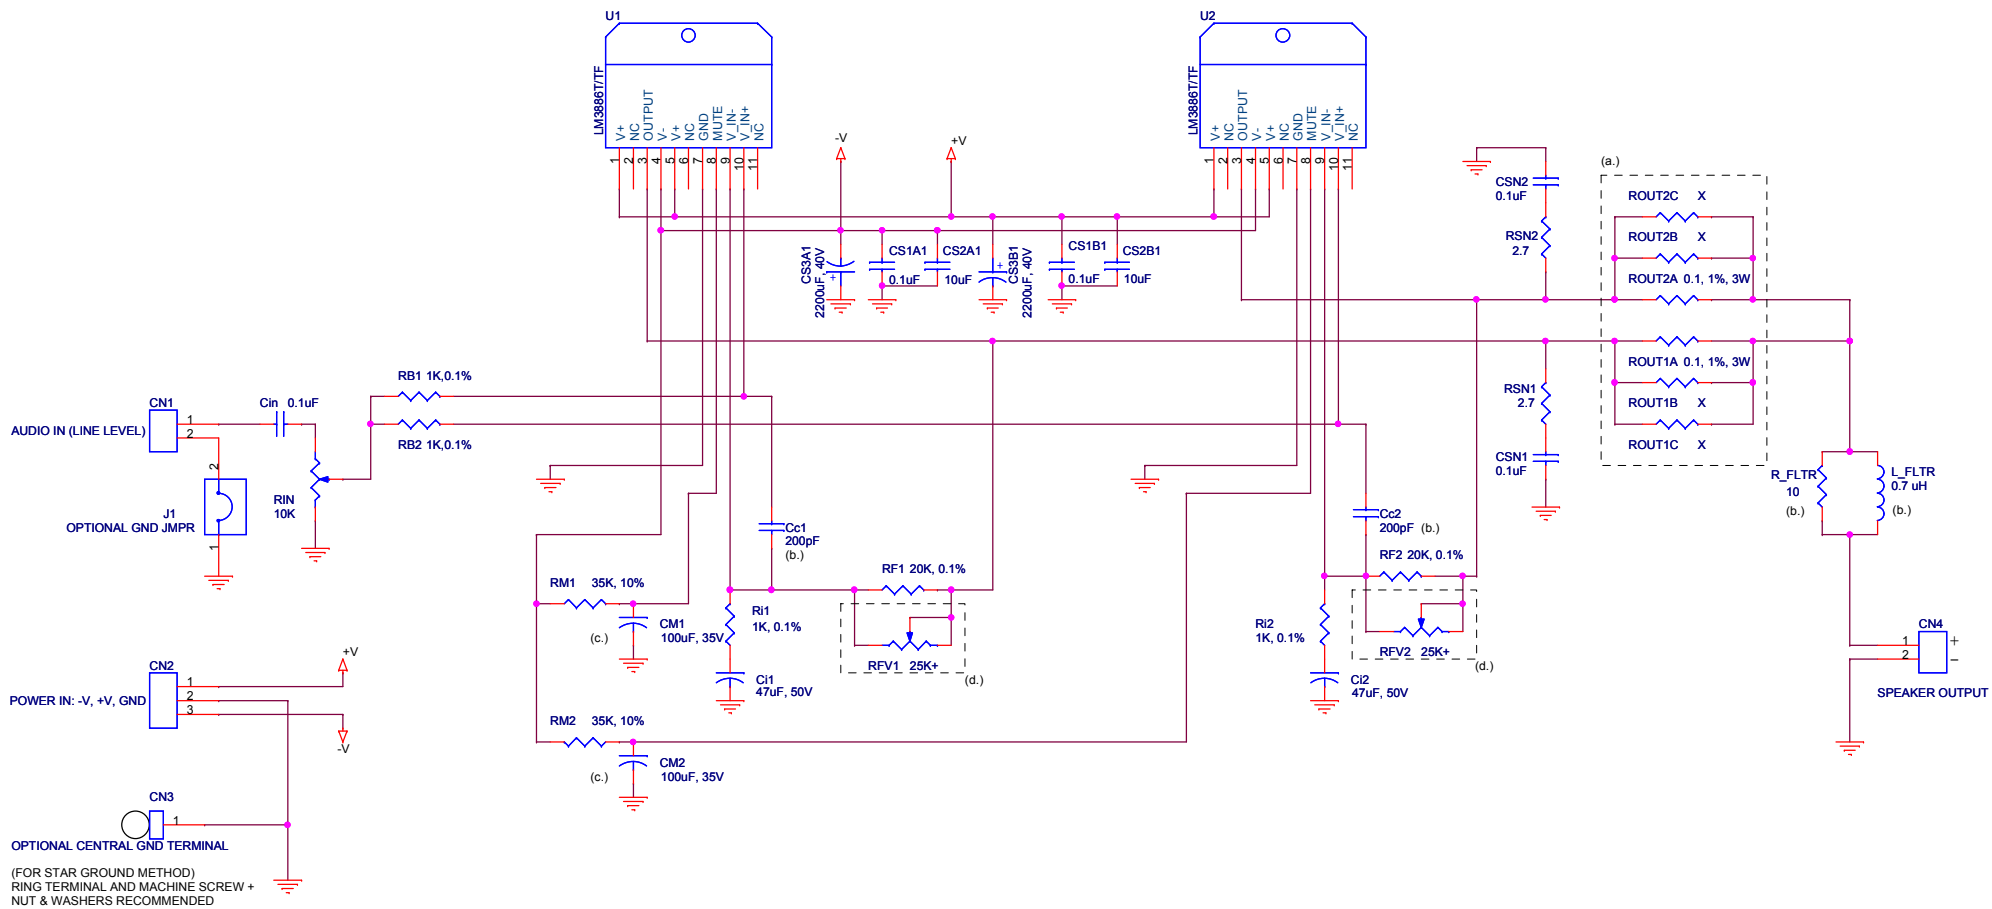 U1
LM3886T/TF
V+
NC
OUTPUT
V-
V+
NC
GND
MUTE
V_IN-
V_IN+
NC
1
2
3
4
5
6
7
8
9
10
11
U2
LM3886T/TF
V+
NC
OUTPUT
V-
V+
NC
GND
MUTE
V_IN-
V_IN+
NC
1
2
3
4
5
6
7
8
9
10
11
-V
+V
CS3A1
2200uF, 40V
+
CS1A1
0.1uF
CS2A1
10uF
+
CS3B1
2200uF, 40V
CS1B1
0.1uF
CS2B1
10uF
CSN2
0.1uF
RSN2
2.7
(a.)
ROUT2C X
ROUT2B X
ROUT2A 0.1, 1%, 3W
ROUT1A 0.1, 1%, 3W
ROUT1B X
ROUT1C X
RSN1
2.7
CSN1
0.1uF
R_FLTR
10
(b.)
L_FLTR
0.7 uH
(b.)
CN1
AUDIO IN (LINE LEVEL)
1
2
Cin 0.1uF
RB1 1K,0.1%
RB2 1K,0.1%
2
J1
OPTIONAL GND JMPR
1
RIN
10K
Cc1
200pF
(b.)
Cc2
200pF (b.)
RM1 35K, 10%
(c.)
CM1
100uF, 35V
Ri1
1K, 0.1%
Ci1
47uF, 50V
RF1 20K, 0.1%
RFV1 25K+
(d.)
RF2 20K, 0.1%
Ri2
1K, 0.1%
Ci2
47uF, 50V
RFV2 25K+
(d.)
RM2 35K, 10%
(c.)
CM2
100uF, 35V
CN4
1
2
+
–
SPEAKER OUTPUT
CN2
POWER IN: -V, +V, GND
1
2
3
+V
-V
CN3
1
OPTIONAL CENTRAL GND TERMINAL
(FOR STAR GROUND METHOD)
RING TERMINAL AND MACHINE SCREW +
NUT & WASHERS RECOMMENDED